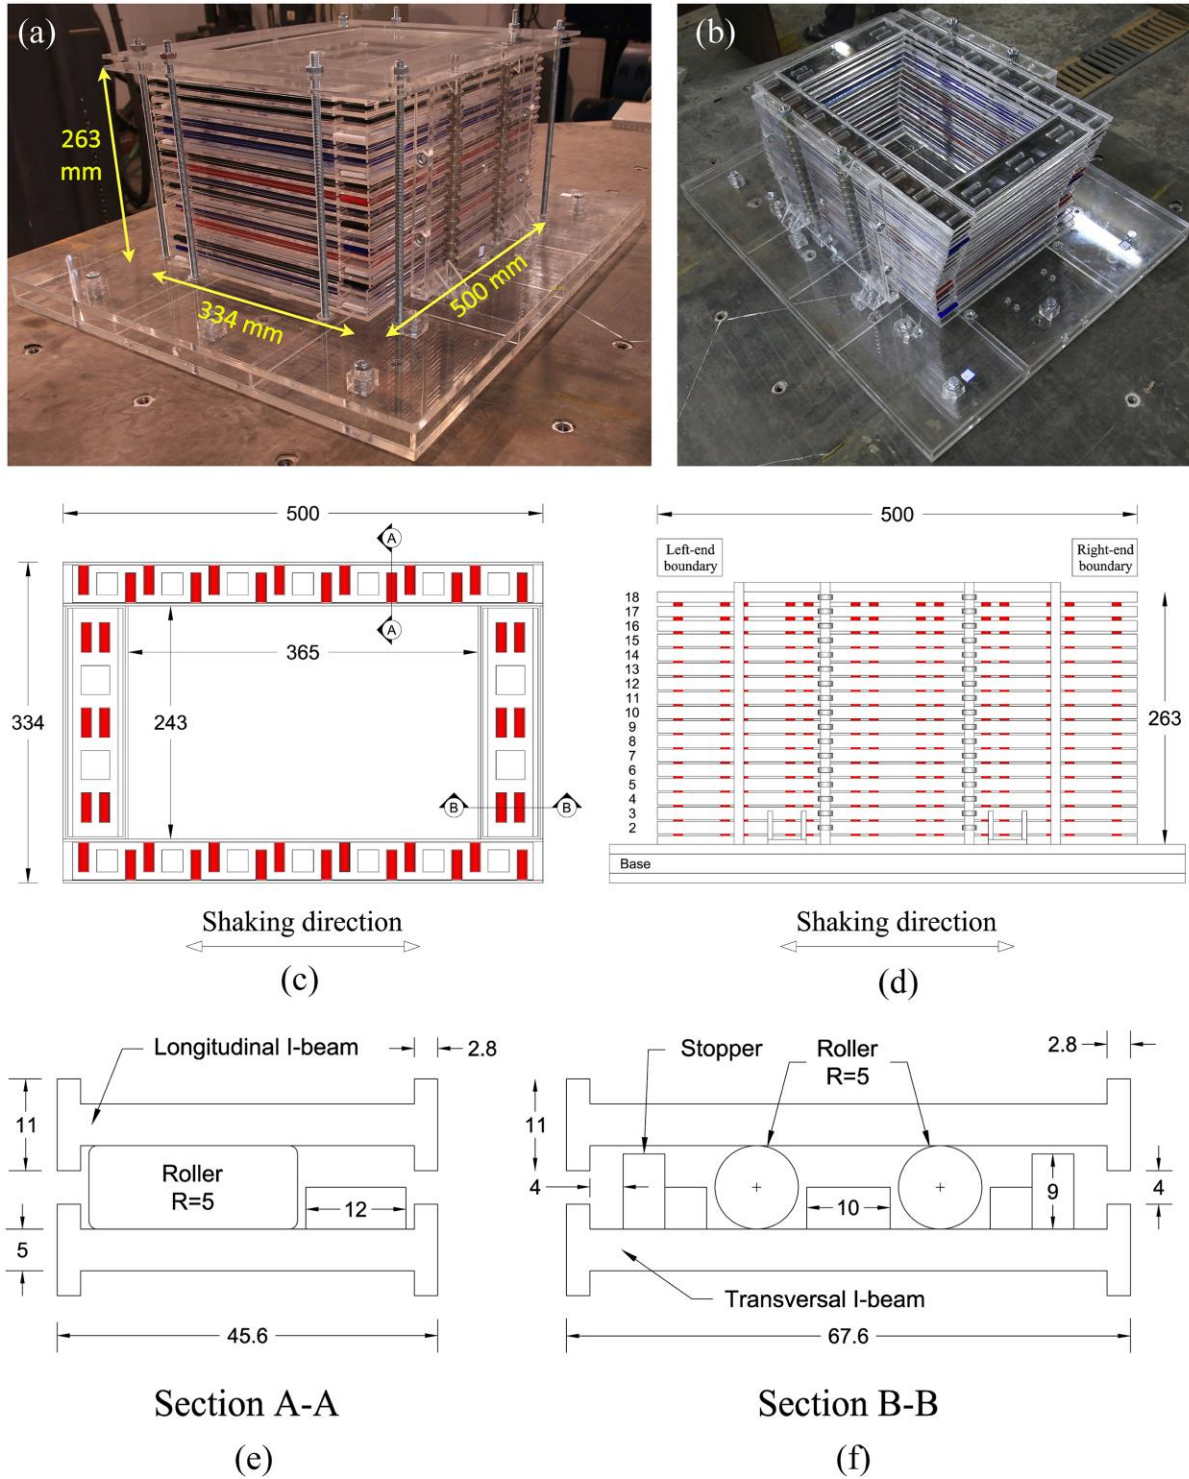 (a)
263
mm
334 mm
500 mm
(b)
500
A
A
365
334
243
B
B
Shaking direction
(c)
500
Left-end
boundary
Right-end
boundary
18
17
16
15
14
13
12
11
10
9
8
7
6
5
4
3
2
263
Base
Shaking direction
(d)
Longitudinal I-beam
2.8
11
Roller
R=5
12
5
45.6
Section A-A
(e)
Stopper
Roller
R=5
2.8
11
4
10
9
4
Transversal I-beam
67.6
Section B-B
(f)